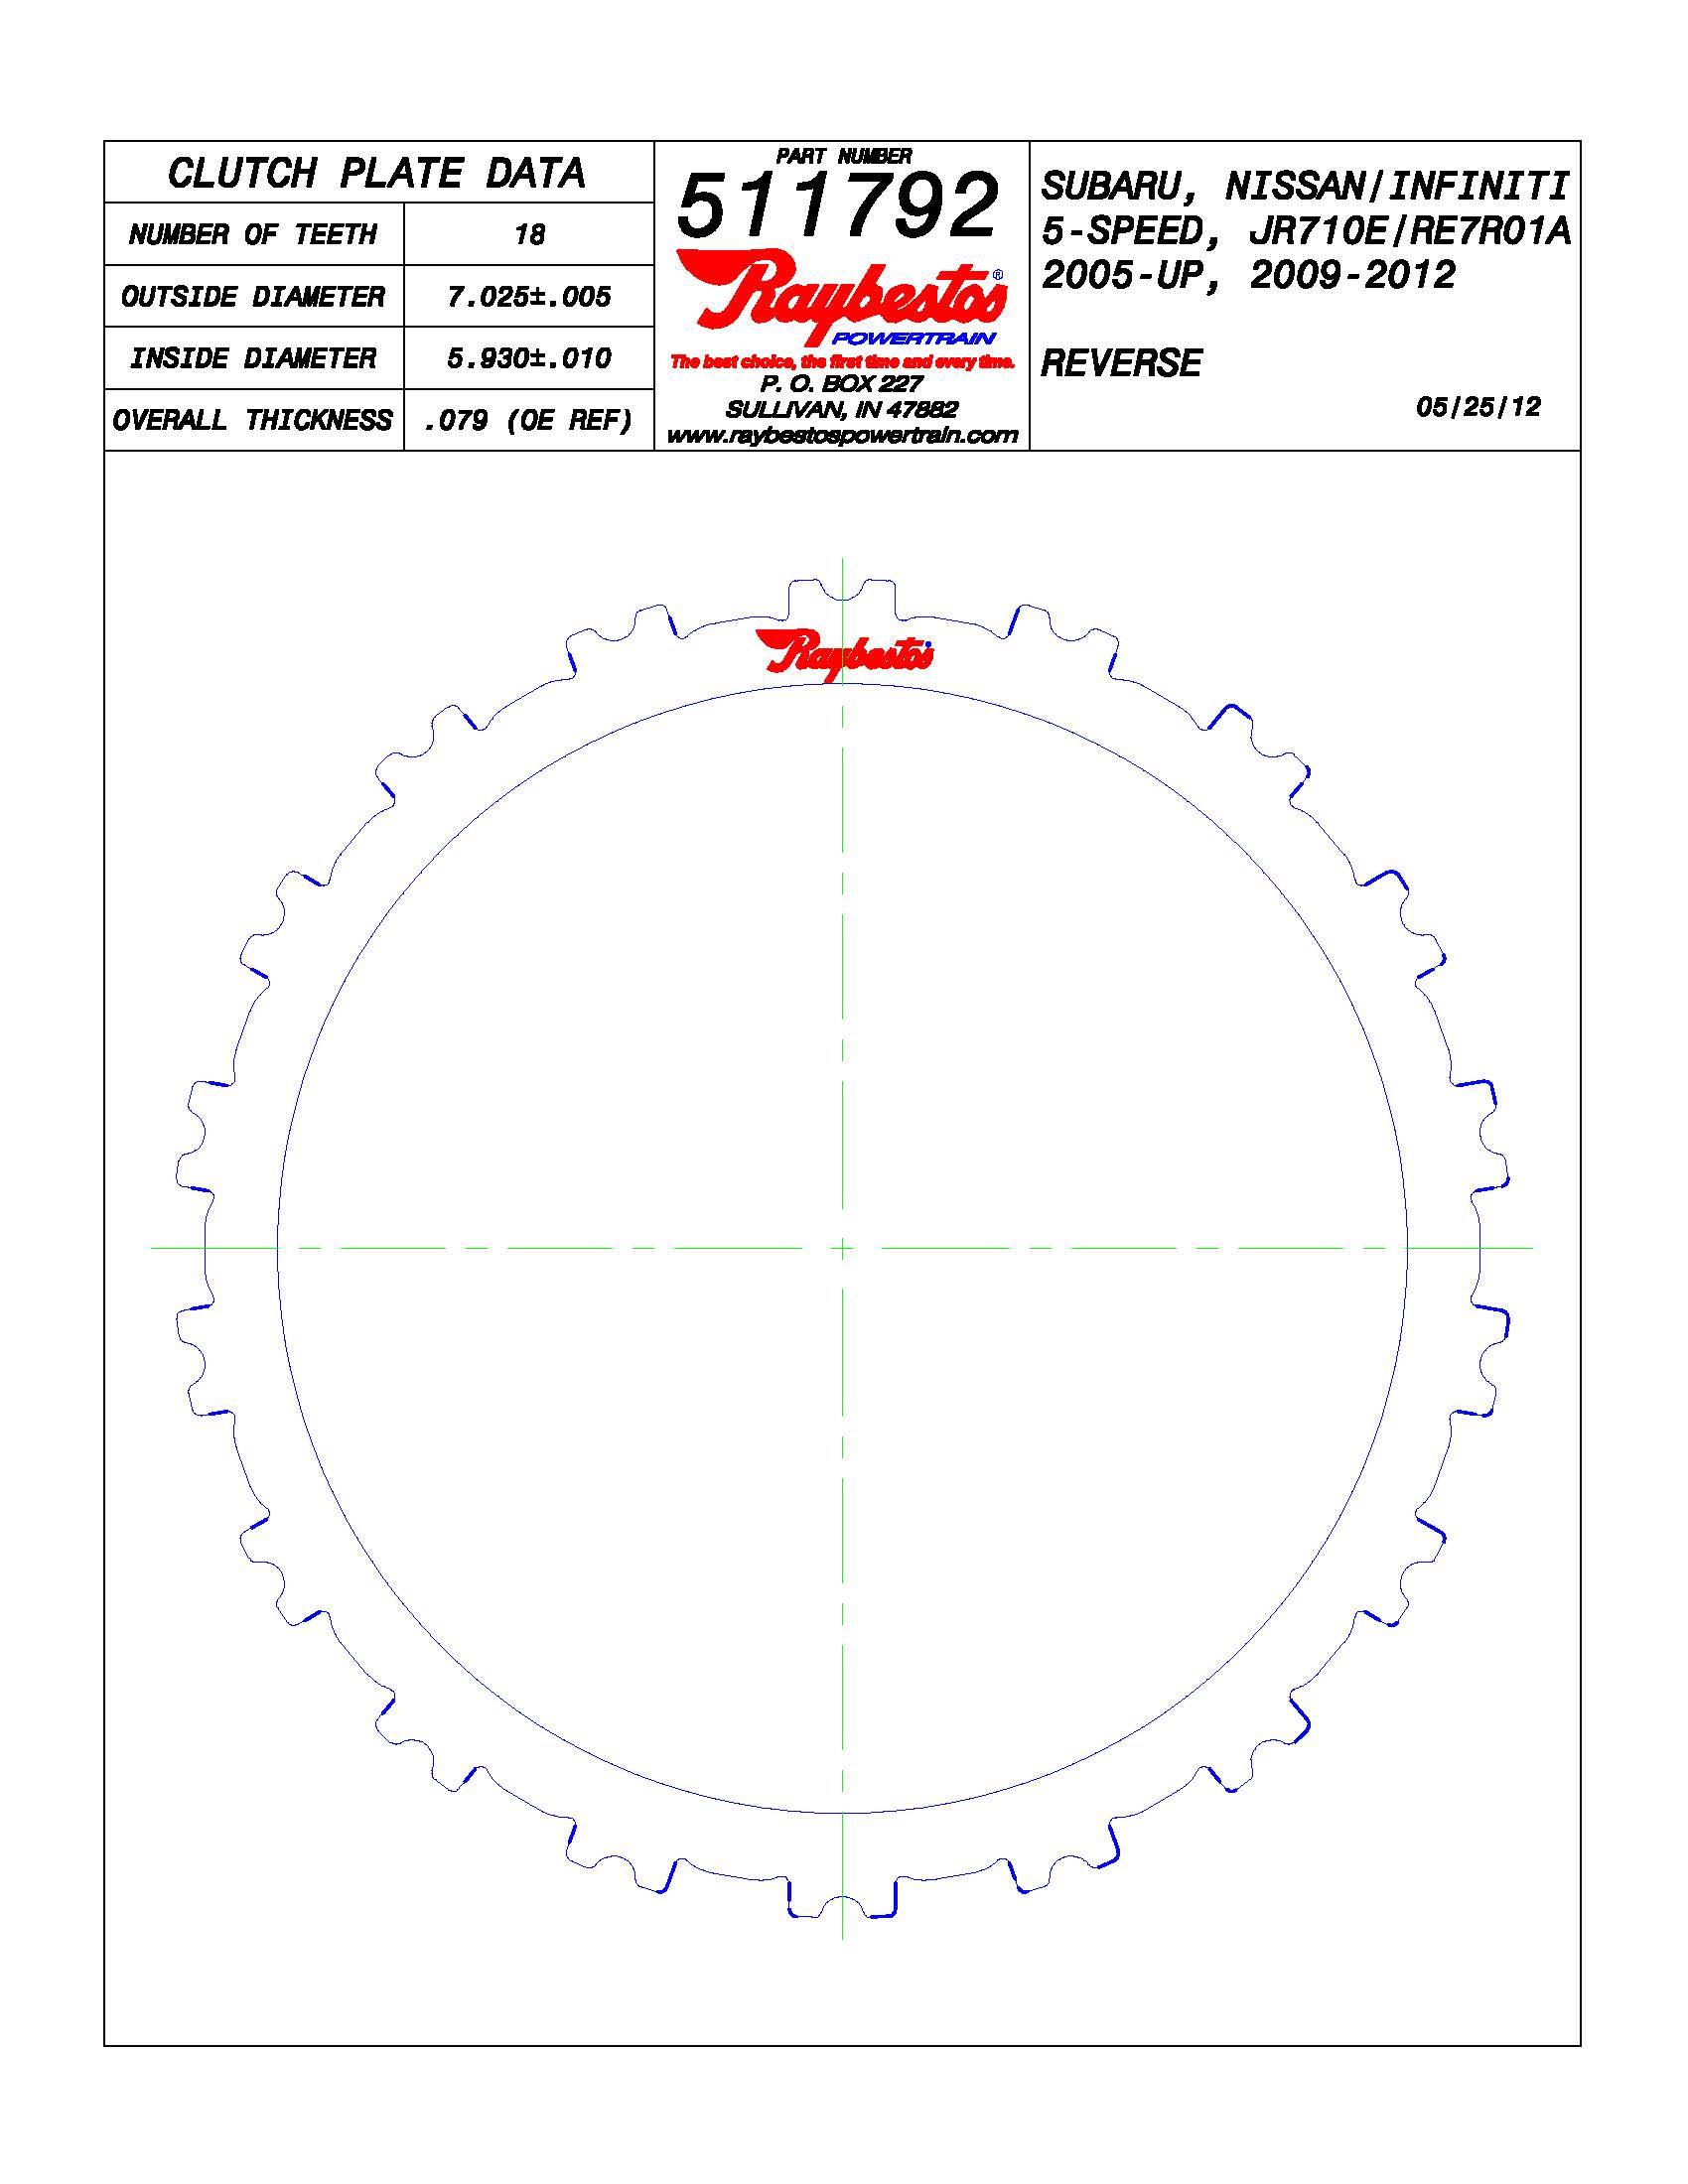 CLUTCH PLATE DATA
NUMBER OF TEETH 18
OUTSIDE DIAMETER 7.025±.005
INSIDE DIAMETER 5.930±.010
OVERALL THICKNESS .079 (OE REF)
PART NUMBER
511792
Raybestos®
POWERTRAIN
The best choice, the first time and every time.
P. O. BOX 227
SULLIVAN, IN 47882
www.raybestospowertrain.com
SUBARU, NISSAN/INFINITI
5-SPEED, JR710E/RE7R01A
2005-UP, 2009-2012
REVERSE
05/25/12
Raybestos